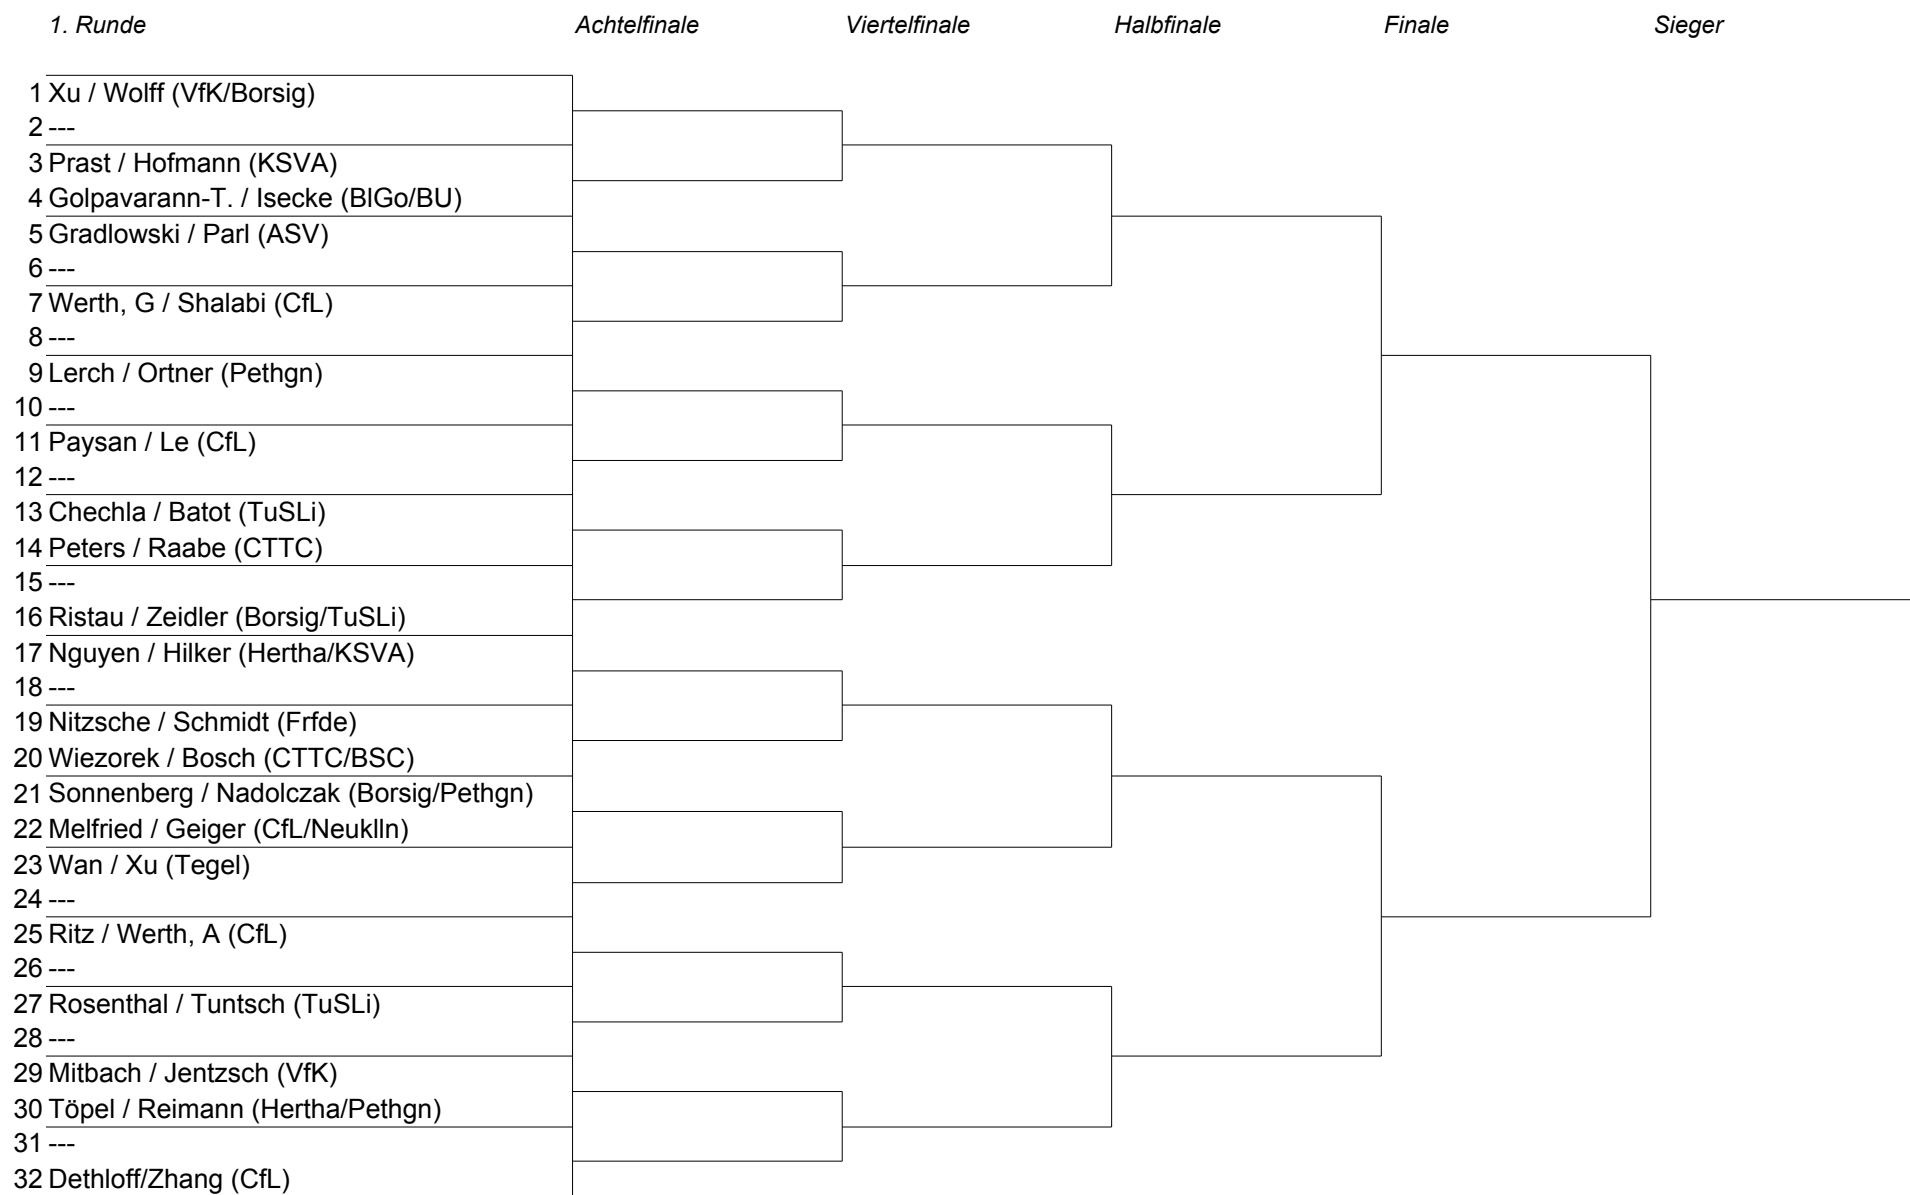 1. Runde Achtelfinale Viertelfinale Halbfinale Finale Sieger
1 Xu / Wolff (VfK/Borsig)
2 ---
3 Prast / Hofmann (KSVA)
4 Golpavarann-T. / Isecke (BlGo/BU)
5 Gradlowski / Parl (ASV)
6 ---
7 Werth, G / Shalabi (CfL)
8 ---
9 Lerch / Ortner (Pethgn)
10 ---
11 Paysan / Le (CfL)
12 ---
13 Chechla / Batot (TuSLi)
14 Peters / Raabe (CTTC)
15 ---
16 Ristau / Zeidler (Borsig/TuSLi)
17 Nguyen / Hilker (Hertha/KSVA)
18 ---
19 Nitzsche / Schmidt (Frfde)
20 Wiezorek / Bosch (CTTC/BSC)
21 Sonnenberg / Nadolczak (Borsig/Pethgn)
22 Melfried / Geiger (CfL/Neuklln)
23 Wan / Xu (Tegel)
24 ---
25 Ritz / Werth, A (CfL)
26 ---
27 Rosenthal / Tuntsch (TuSLi)
28 ---
29 Mitbach / Jentzsch (VfK)
30 Töpel / Reimann (Hertha/Pethgn)
31 ---
32 Dethloff/Zhang (CfL)